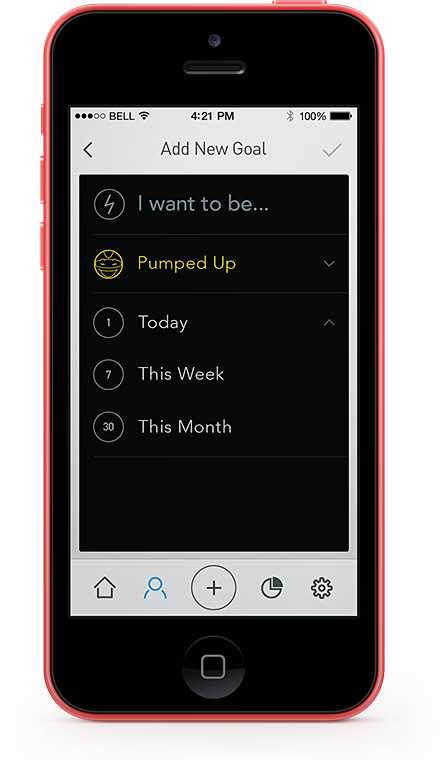 BELL 4:21 PM 100%
Add New Goal
I want to be...
Pumped Up
1 Today
7 This Week
30 This Month